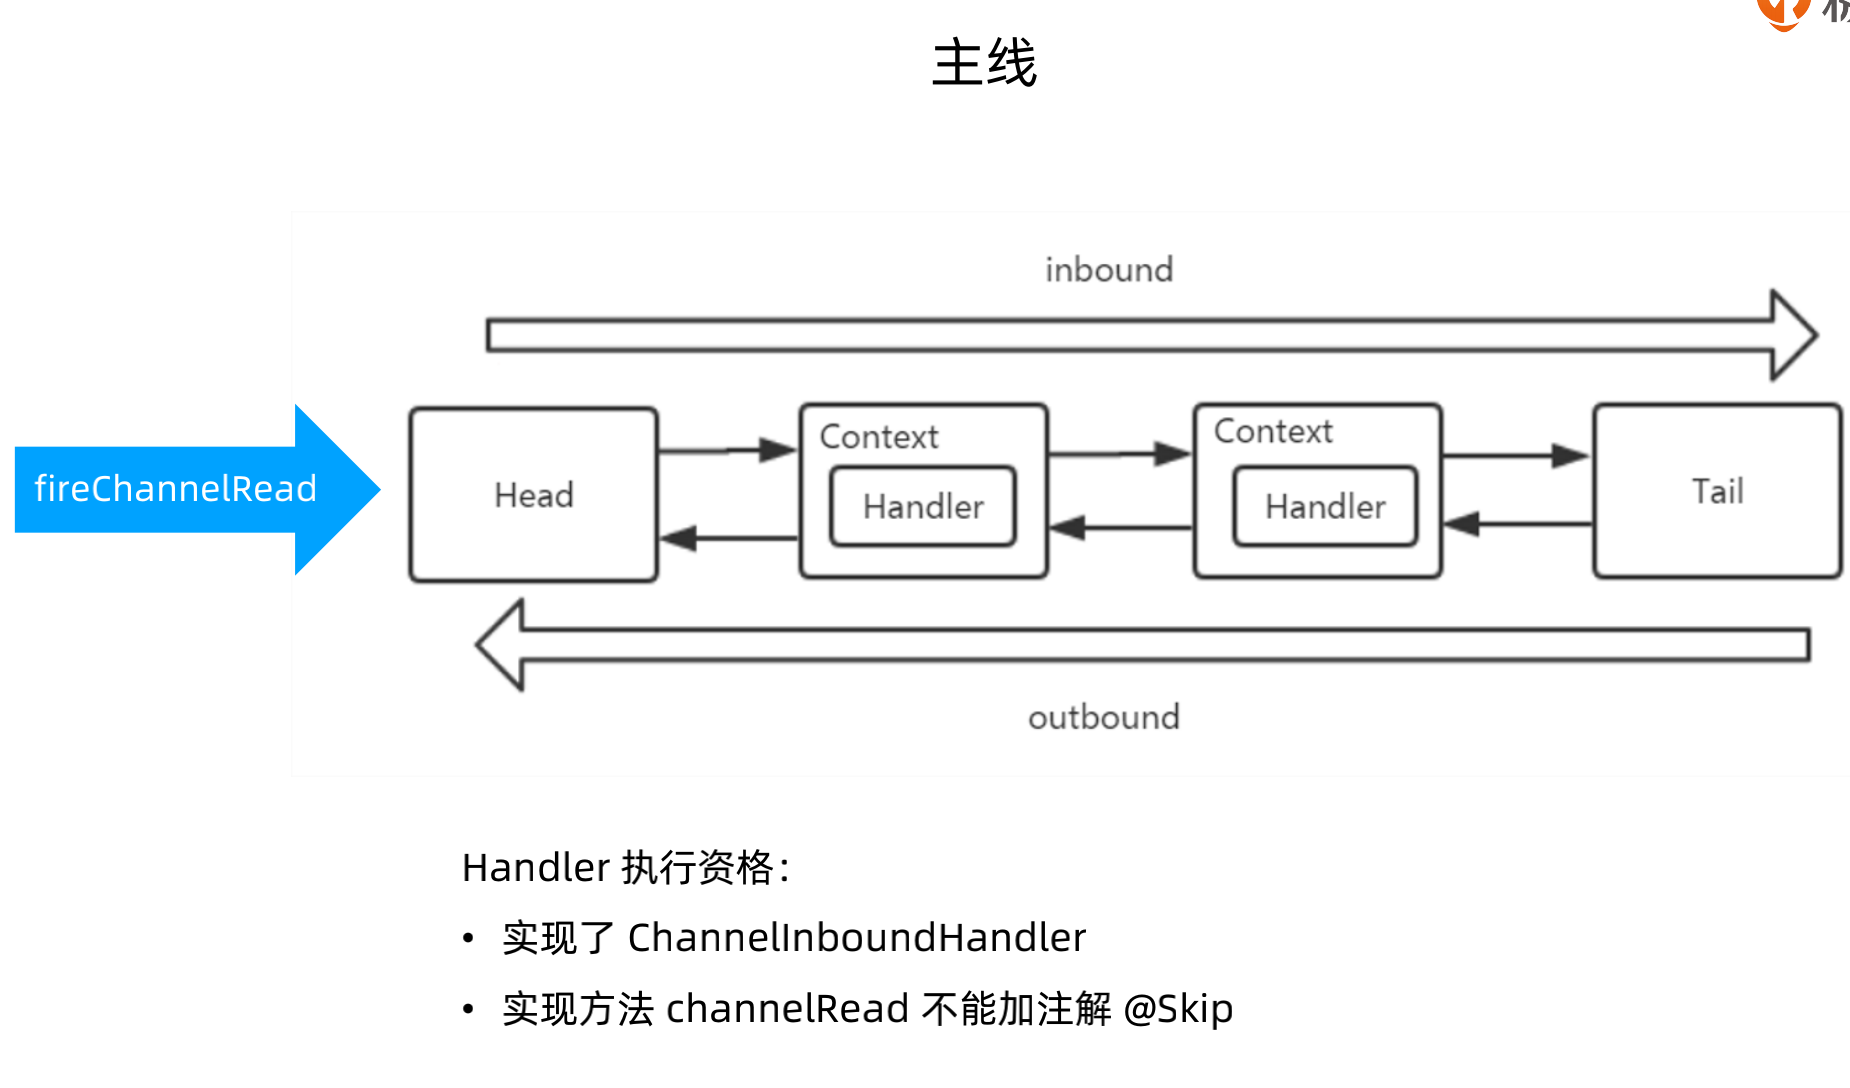 主线
inbound
fireChannelRead
Head
Context
Handler
Context
Handler
Tail
outbound
Handler 执行资格：
• 实现了 ChannelInboundHandler
• 实现方法 channelRead 不能加注解 @Skip